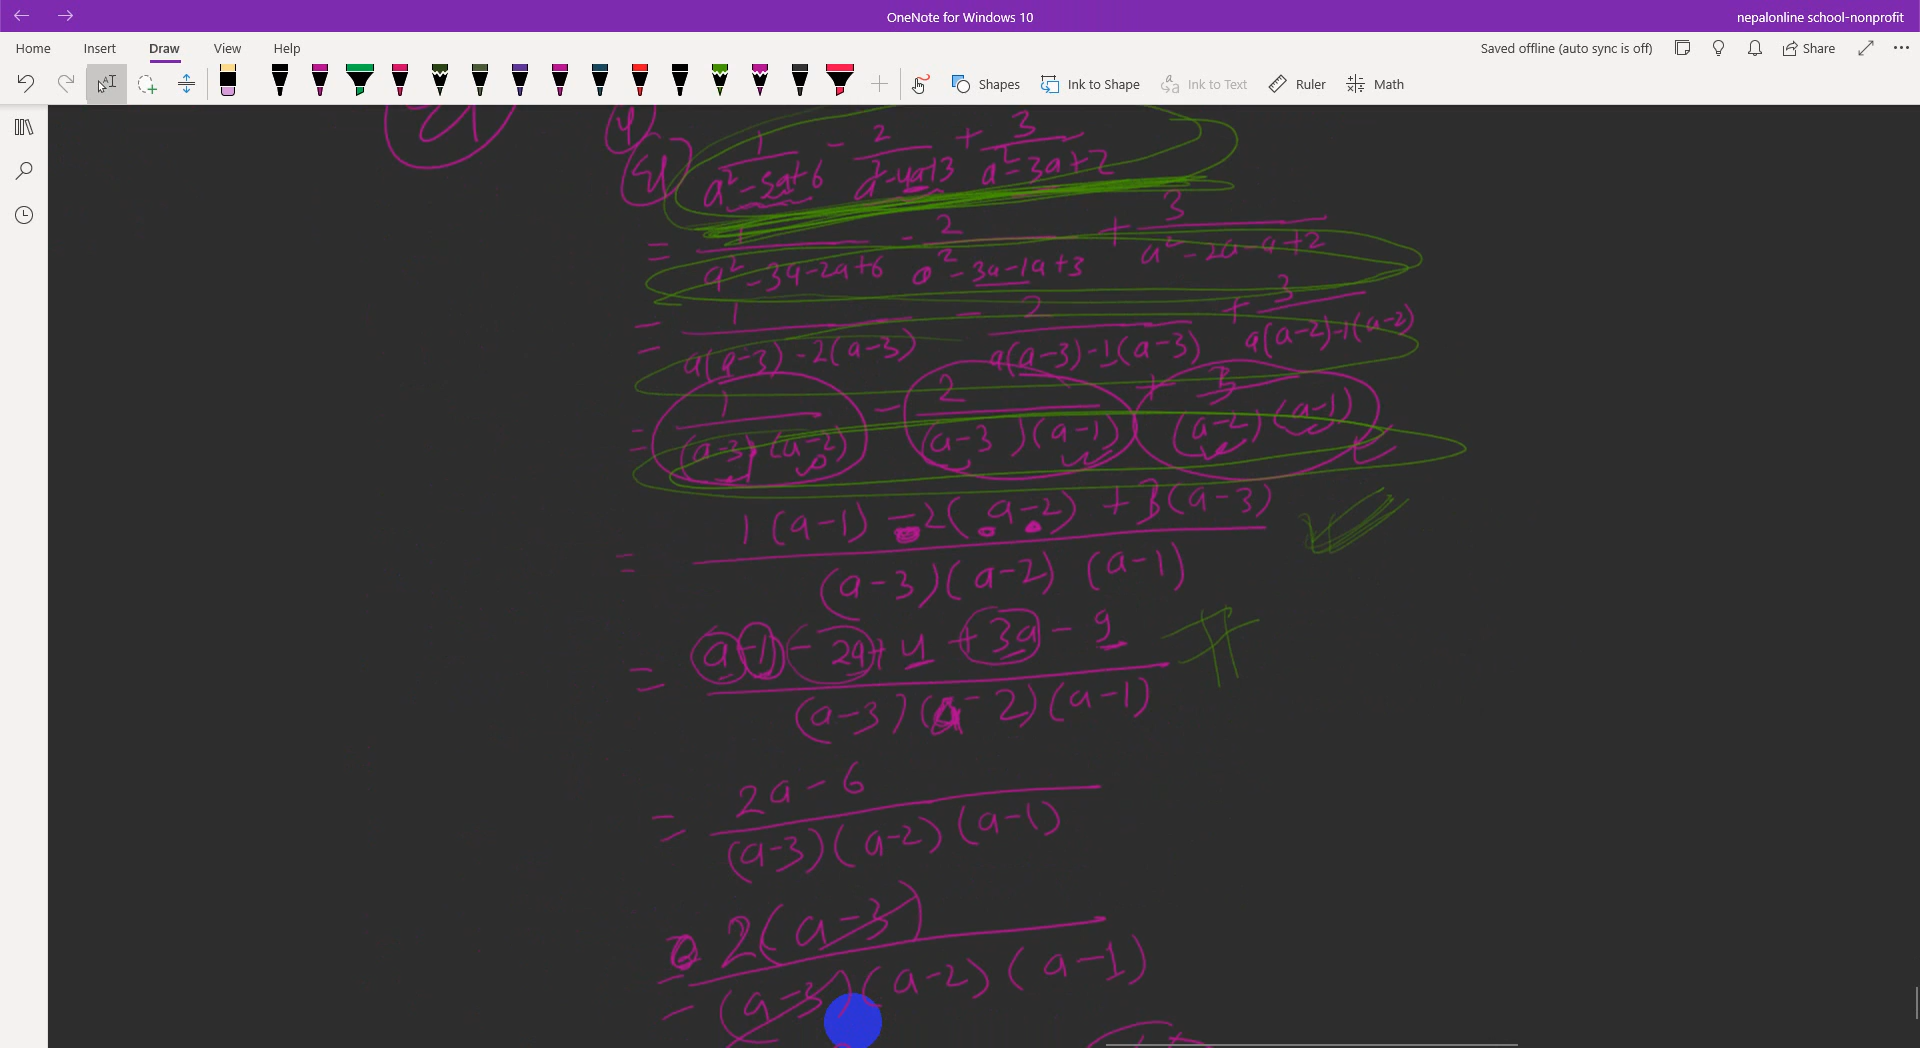 OneNote for Windows 10
nepalonline school-nonprofit
Home Insert Draw View Help
Saved offline (auto sync is off) Share
Shapes Ink to Shape Ink to Text Ruler Math
1/(a²-5a+6) - 2/(a²-4a+3) + 3/(a²-3a+2)
= 1/(a²-3a-2a+6) - 2/(a²-3a-1a+3) + 3/(a²-2a-a+2)
= 1/(a(a-3)-2(a-3)) - 2/(a(a-3)-1(a-3)) + 3/(a(a-2)-1(a-2))
= 1/((a-3)(a-2)) - 2/((a-3)(a-1)) + 3/((a-2)(a-1))
= (1(a-1) - 2(a-2) + 3(a-3))/((a-3)(a-2)(a-1))
= (a-1-2a+4+3a-9)/((a-3)(a-2)(a-1))
= (2a-6)/((a-3)(a-2)(a-1))
= 2(a-3)/((a-3)(a-2)(a-1))